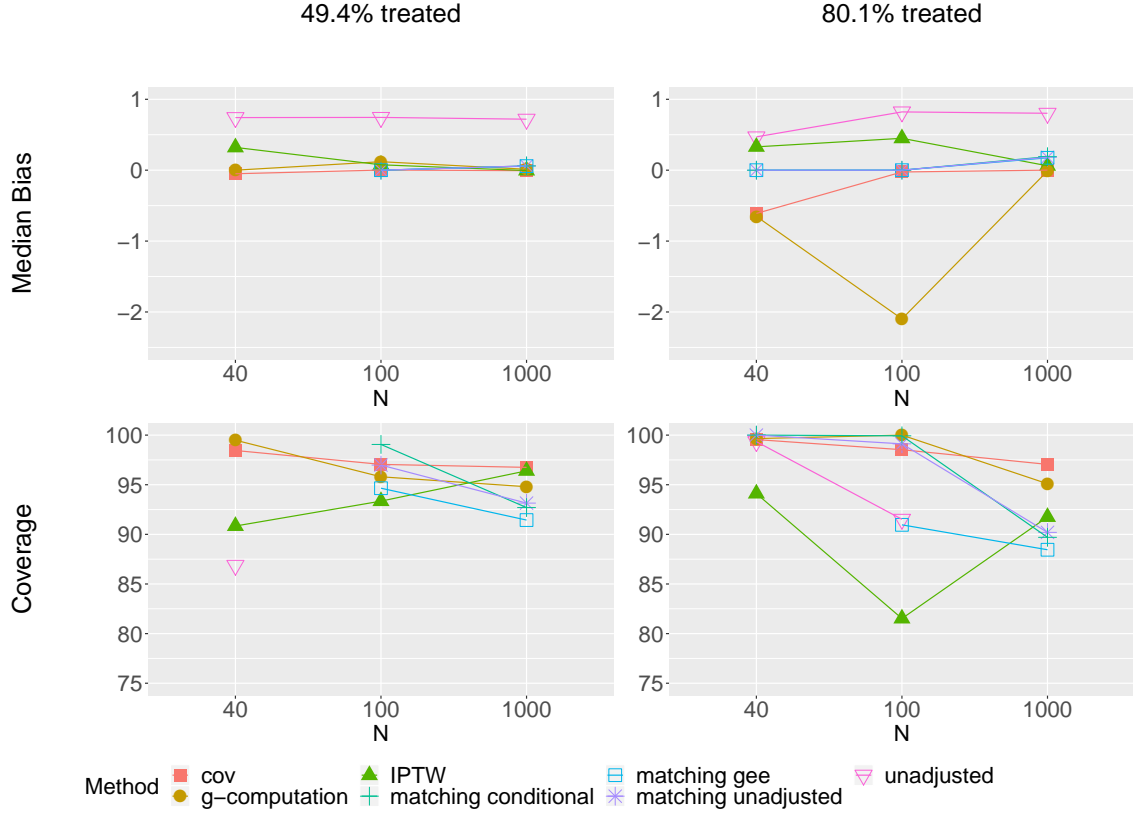 49.4% treated
80.1% treated
Median Bias
1
0
−1
−2
40
100
1000
N
1
0
−1
−2
40
100
1000
N
Coverage
100
95
90
85
80
75
40
100
1000
N
100
95
90
85
80
75
40
100
1000
N
Method
cov
IPTW
matching gee
unadjusted
g−computation
matching conditional
matching unadjusted